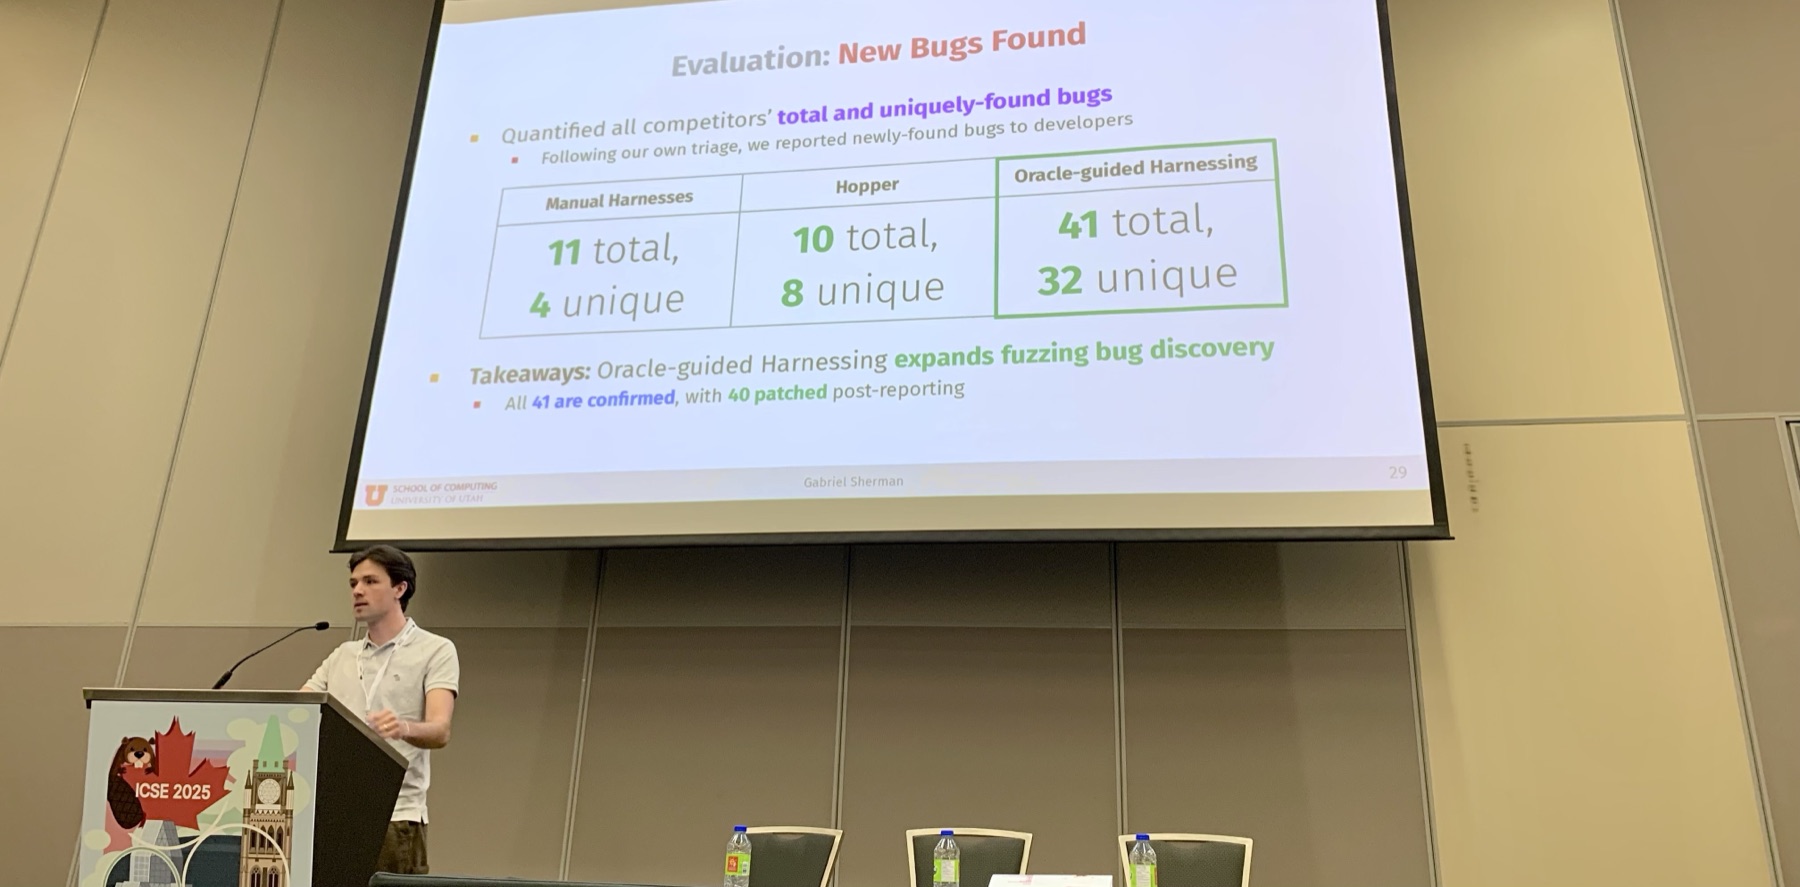 Evaluation: New Bugs Found
Quantified all competitors' total and uniquely-found bugs
Following our own triage, we reported newly-found bugs to developers
Manual Harnesses
Hopper
Oracle-guided Harnessing
11 total,
4 unique
10 total,
8 unique
41 total,
32 unique
Takeaways: Oracle-guided Harnessing expands fuzzing bug discovery
All 41 are confirmed, with 40 patched post-reporting
U SCHOOL OF COMPUTING
UNIVERSITY OF UTAH
Gabriel Sherman
29
ICSE 2025